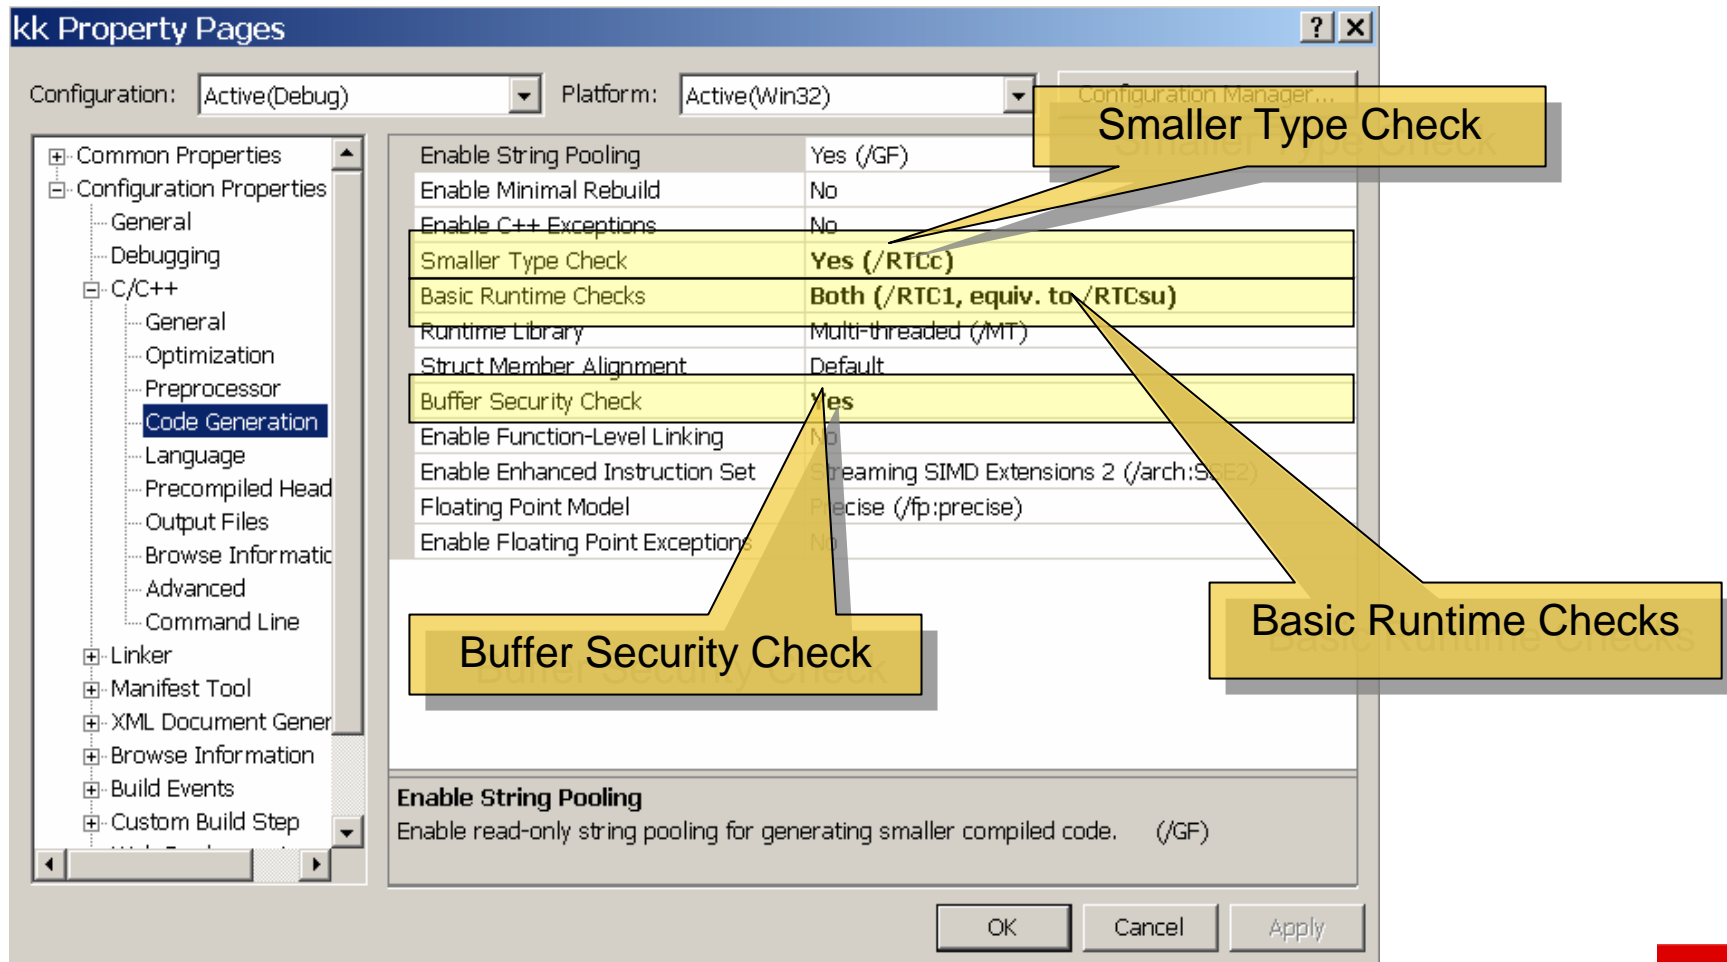 kk Property Pages
Configuration: Active(Debug) Platform: Active(Win32) Configuration Manager...
Smaller Type Check
Common Properties
Configuration Properties
General
Debugging
C/C++
General
Optimization
Preprocessor
Code Generation
Language
Precompiled Head
Output Files
Browse Informatic
Advanced
Command Line
Linker
Manifest Tool
XML Document Gener
Browse Information
Build Events
Custom Build Step
Enable String Pooling Yes (/GF)
Enable Minimal Rebuild No
Enable C++ Exceptions No
Smaller Type Check Yes (/RTCc)
Basic Runtime Checks Both (/RTC1, equiv. to /RTCsu)
Runtime Library Multi-threaded (/MT)
Struct Member Alignment Default
Buffer Security Check Yes
Enable Function-Level Linking No
Enable Enhanced Instruction Set Streaming SIMD Extensions 2 (/arch:SSE2)
Floating Point Model Precise (/fp:precise)
Enable Floating Point Exceptions No
Buffer Security Check
Basic Runtime Checks
Enable String Pooling
Enable read-only string pooling for generating smaller compiled code. (/GF)
OK Cancel Apply